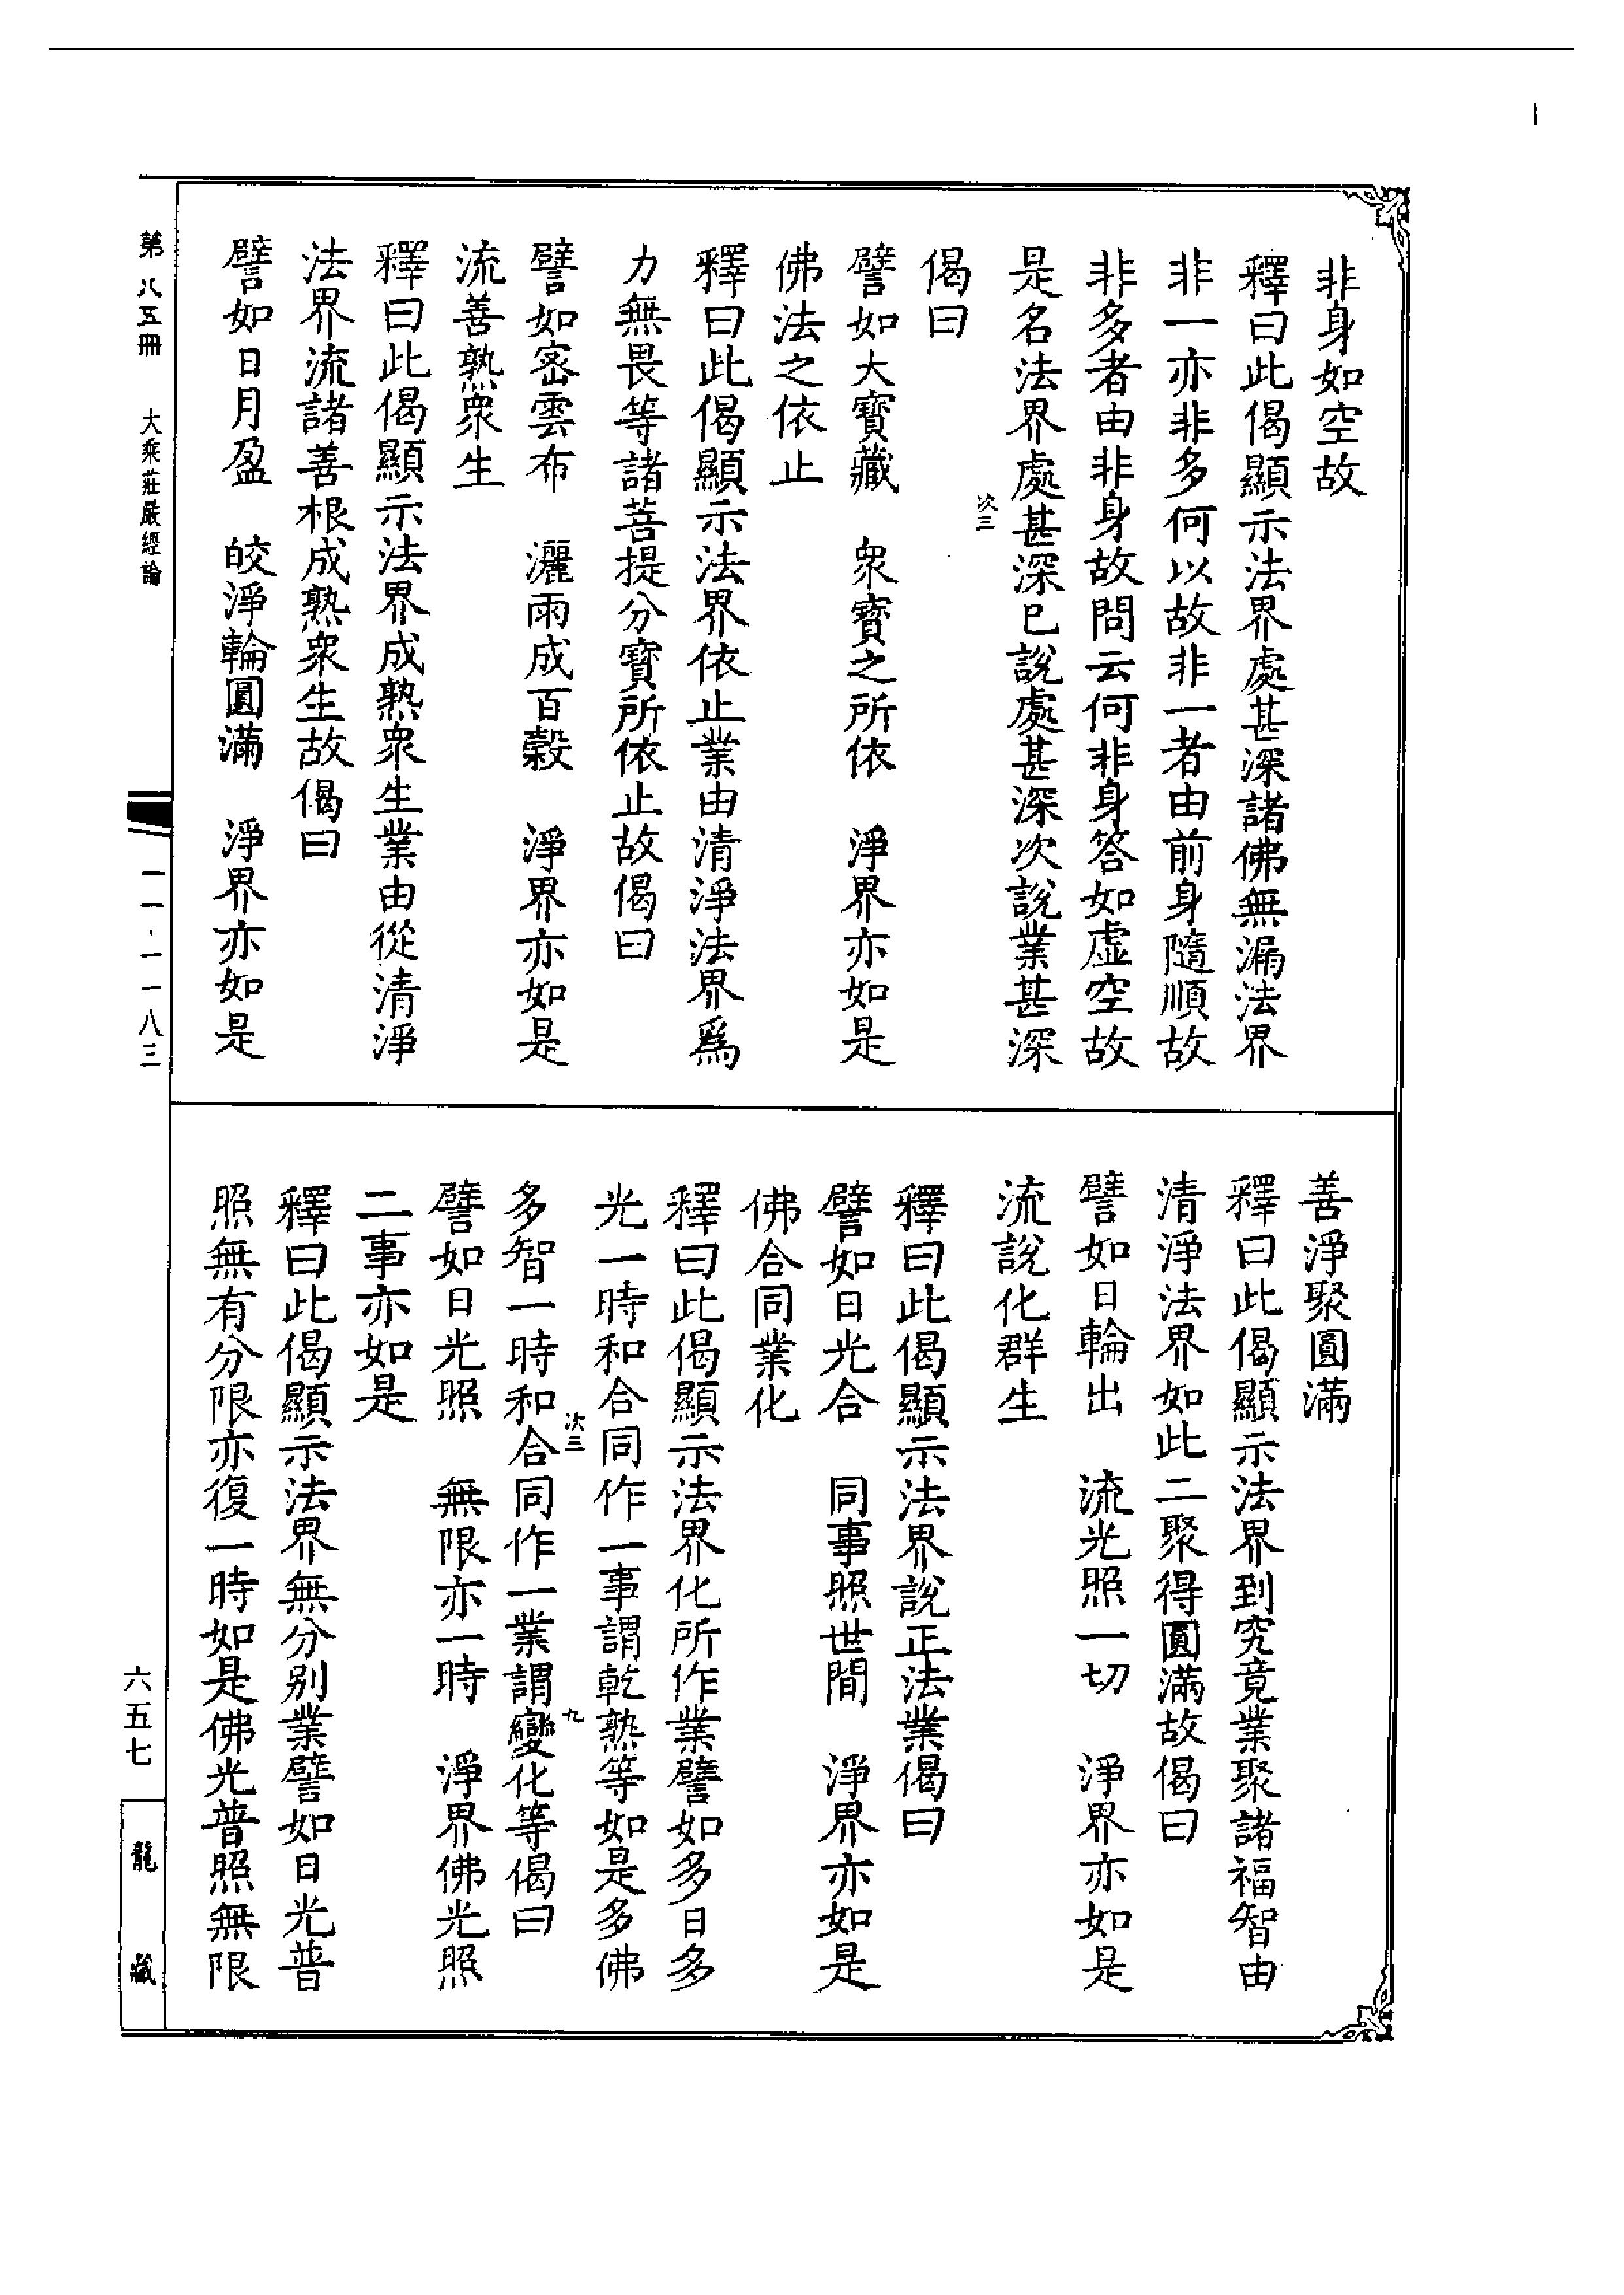 非身如空故
釋曰此偈顯示法界處甚深諸佛無漏法界
非一亦非多何以故非一者由前身隨順故
非多者由非身故問云何非身答如虛空故
是名法界處甚深已說處甚深次說業甚深
次三
偈曰
譬如大寶藏　衆寶之所依　淨界亦如是
佛法之依止
釋曰此偈顯示法界依止業由清淨法界爲
力無畏等諸菩提分寶所依止故偈曰
譬如密雲布　灑雨成百穀　淨界亦如是
流善熟衆生
釋曰此偈顯示法界成熟衆生業由從清淨
法界流諸善根成熟衆生故偈曰
譬如日月盈　皎淨輪圓滿　淨界亦如是
善淨聚圓滿
釋曰此偈顯示法界到究竟業聚諸福智由
清淨法界如此二聚得圓滿故偈曰
譬如日輪出　流光照一切　淨界亦如是
流說化群生
釋曰此偈顯示法界說正法業偈曰
譬如日光合　同事照世間　淨界亦如是
佛合同業化
釋曰此偈顯示法界化所作業譬如多日多
光一時和合同作一事謂乾熟等如是多佛
次三　九
多智一時和合同作一業謂變化等偈曰
譬如日光照　無限亦一時　淨界佛光照
二事亦如是
釋曰此偈顯示法界無分別業譬如日光普
照無有分限亦復一時如是佛光普照無限
第八五冊　大乘莊嚴經論
一一·一一八三
六五七
龍藏